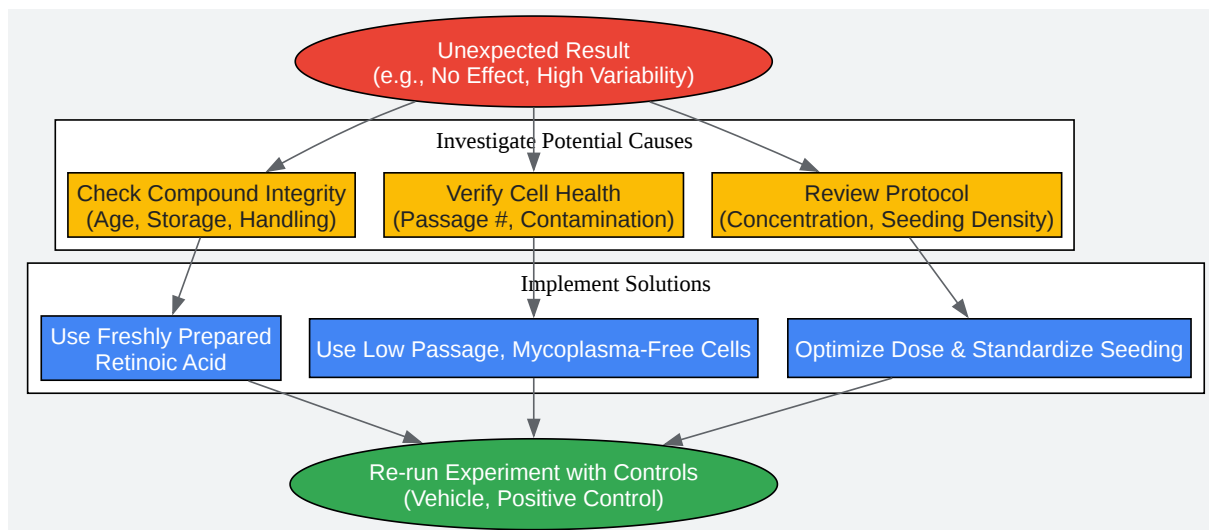 Unexpected Result
(e.g., No Effect, High Variability)
Investigate Potential Causes
Check Compound Integrity
(Age, Storage, Handling)
Verify Cell Health
(Passage #, Contamination)
Review Protocol
(Concentration, Seeding Density)
Implement Solutions
Use Freshly Prepared
Retinoic Acid
Use Low Passage, Mycoplasma-Free Cells
Optimize Dose & Standardize Seeding
Re-run Experiment with Controls
(Vehicle, Positive Control)